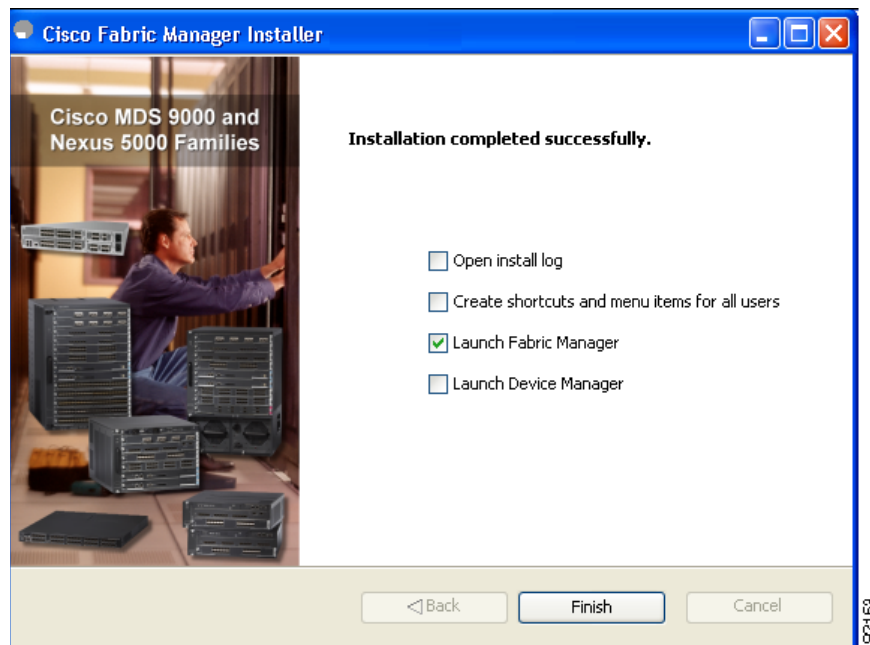 Cisco Fabric Manager Installer
Cisco MDS 9000 and
Nexus 5000 Families
Installation completed successfully.
Open install log
Create shortcuts and menu items for all users
Launch Fabric Manager
Launch Device Manager
Back
Finish
Cancel